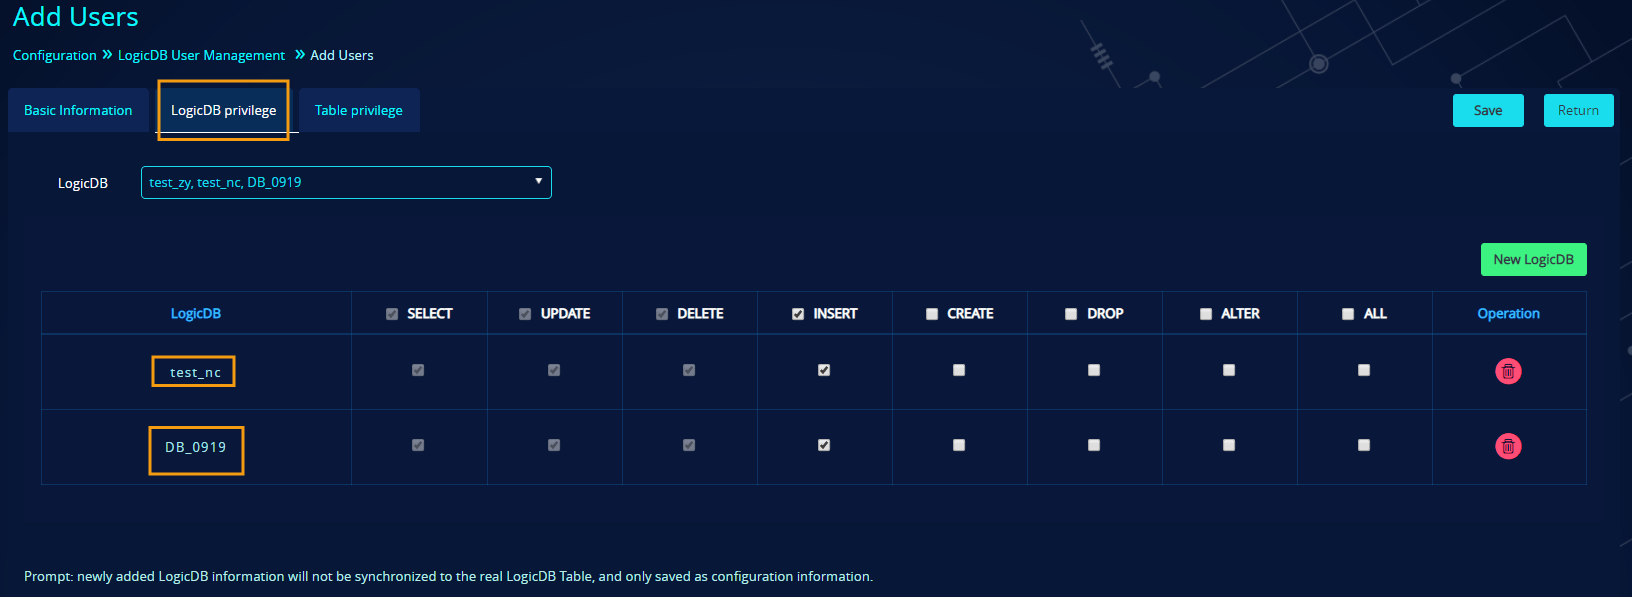 Add Users
Configuration » LogicDB User Management » Add Users
Basic Information LogicDB privilege Table privilege Save Return
LogicDB test_zy, test_nc, DB_0919
New LogicDB
LogicDB SELECT UPDATE DELETE INSERT CREATE DROP ALTER ALL Operation
test_nc
DB_0919
Prompt: newly added LogicDB information will not be synchronized to the real LogicDB Table, and only saved as configuration information.